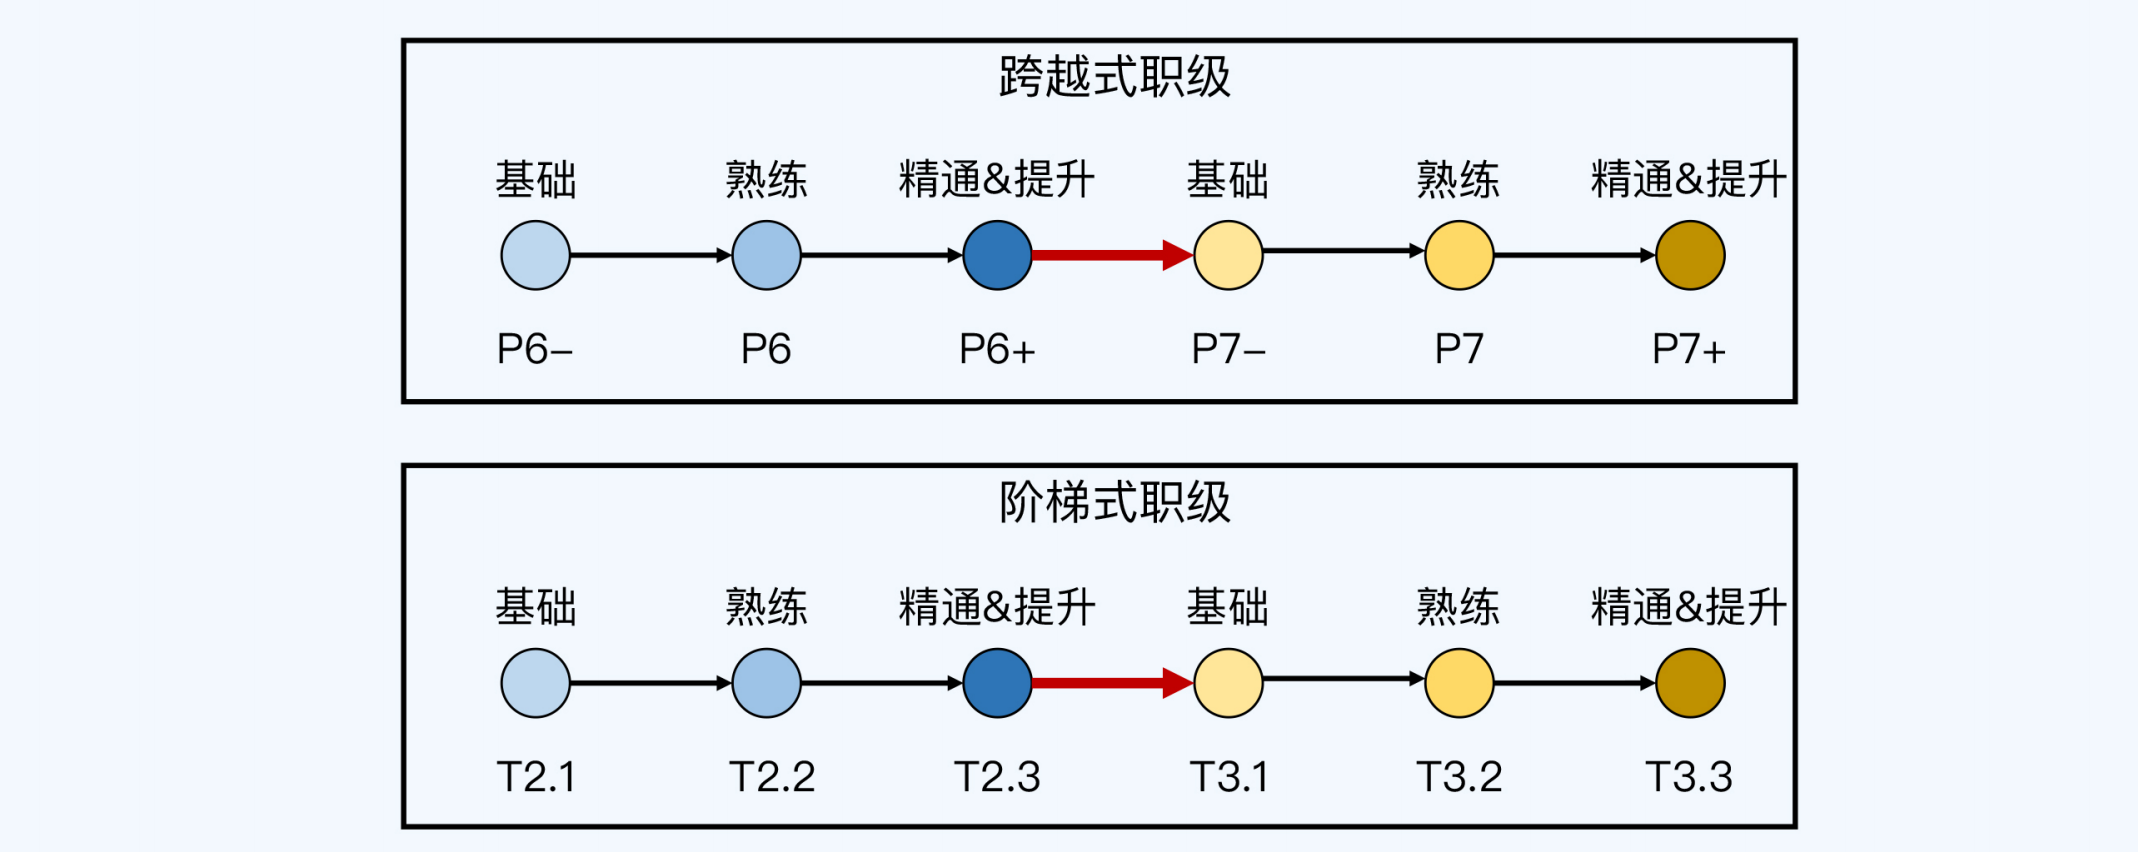 跨越式职级
基础 熟练 精通&提升 基础 熟练 精通&提升
P6- P6 P6+ P7- P7 P7+
阶梯式职级
基础 熟练 精通&提升 基础 熟练 精通&提升
T2.1 T2.2 T2.3 T3.1 T3.2 T3.3